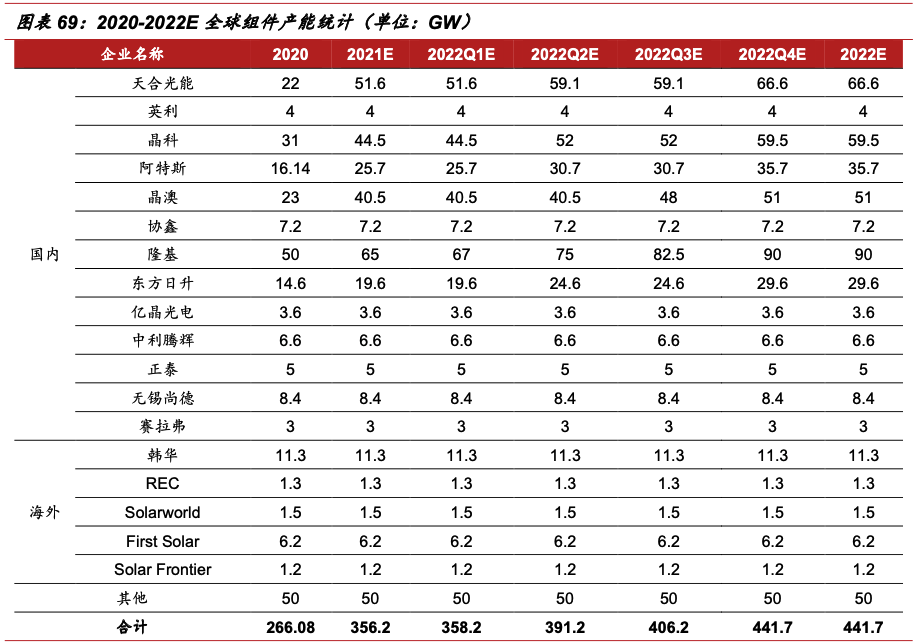 图表 69：2020-2022E 全球组件产能统计（单位：GW）
企业名称 2020 2021E 2022Q1E 2022Q2E 2022Q3E 2022Q4E 2022E
国内
天合光能 22 51.6 51.6 59.1 59.1 66.6 66.6
英利 4 4 4 4 4 4 4
晶科 31 44.5 44.5 52 52 59.5 59.5
阿特斯 16.14 25.7 25.7 30.7 30.7 35.7 35.7
晶澳 23 40.5 40.5 40.5 48 51 51
协鑫 7.2 7.2 7.2 7.2 7.2 7.2 7.2
隆基 50 65 67 75 82.5 90 90
东方日升 14.6 19.6 19.6 24.6 24.6 29.6 29.6
亿晶光电 3.6 3.6 3.6 3.6 3.6 3.6 3.6
中利腾辉 6.6 6.6 6.6 6.6 6.6 6.6 6.6
正泰 5 5 5 5 5 5 5
无锡尚德 8.4 8.4 8.4 8.4 8.4 8.4 8.4
赛拉弗 3 3 3 3 3 3 3
海外
韩华 11.3 11.3 11.3 11.3 11.3 11.3 11.3
REC 1.3 1.3 1.3 1.3 1.3 1.3 1.3
Solarworld 1.5 1.5 1.5 1.5 1.5 1.5 1.5
First Solar 6.2 6.2 6.2 6.2 6.2 6.2 6.2
Solar Frontier 1.2 1.2 1.2 1.2 1.2 1.2 1.2
其他 50 50 50 50 50 50 50
合计 266.08 356.2 358.2 391.2 406.2 441.7 441.7